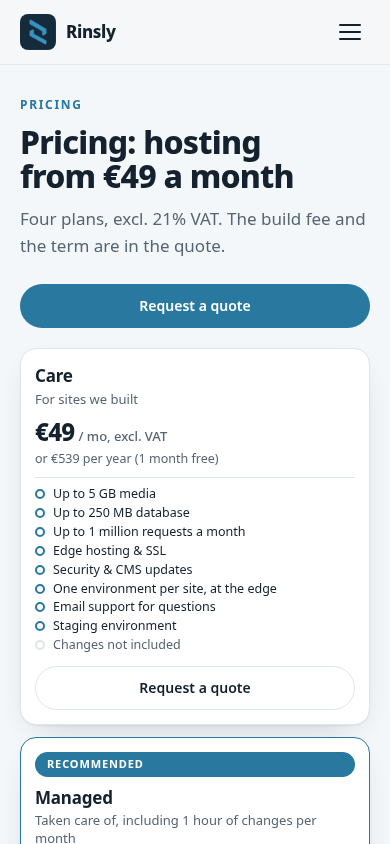 Rinsly
PRICING
Pricing: hosting
from €49 a month
Four plans, excl. 21% VAT. The build fee and
the term are in the quote.
Request a quote
Care
For sites we built
€49 / mo, excl. VAT
or €539 per year (1 month free)
Up to 5 GB media
Up to 250 MB database
Up to 1 million requests a month
Edge hosting & SSL
Security & CMS updates
One environment per site, at the edge
Email support for questions
Staging environment
Changes not included
Request a quote
RECOMMENDED
Managed
Taken care of, including 1 hour of changes per
month